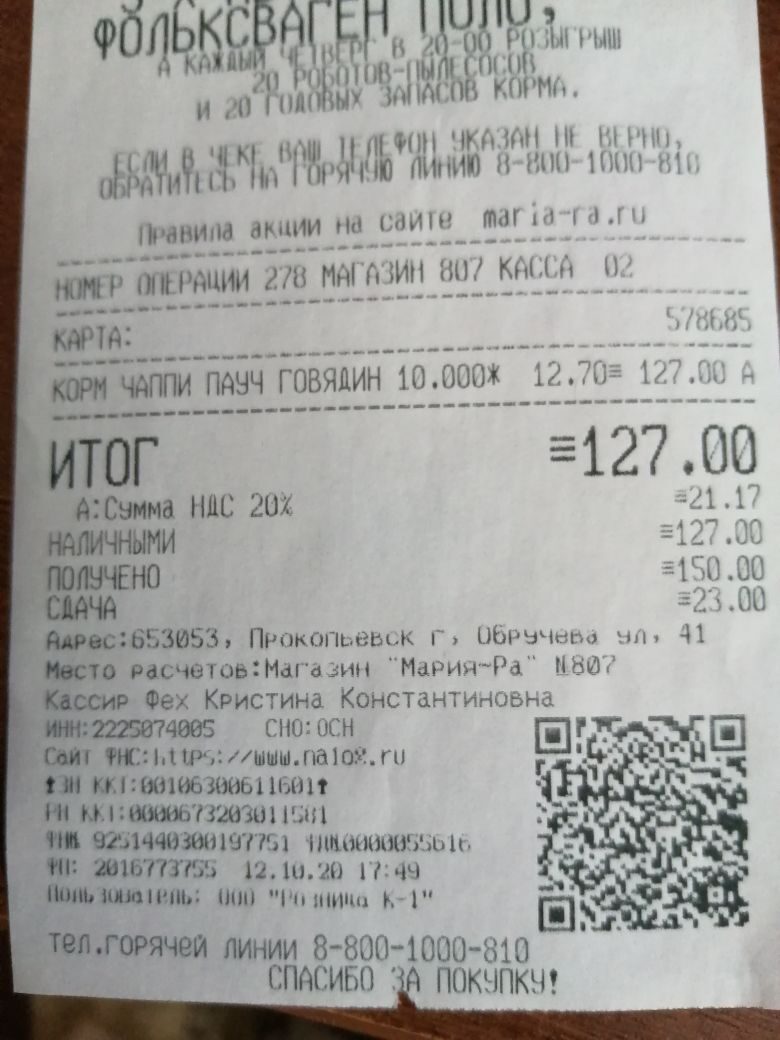 ФОЛЬКСВАГЕН ПОЛО,
А КАЖДЫЙ ЧЕТВЕРГ В 20-00 РОЗЫГРЫШ
20 РОБОТОВ-ПЫЛЕСОСОВ
И 20 ГОДОВЫХ ЗАПАСОВ КОРМА.
ЕСЛИ В ЧЕКЕ ВАШ ТЕЛЕФОН УКАЗАН НЕ ВЕРНО,
ОБРАТИТЕСЬ НА ГОРЯЧУЮ ЛИНИЮ 8-800-1000-810
Правила акции на сайте maria-ra.ru
НОМЕР ОПЕРАЦИИ 278 МАГАЗИН 807 КАССА 02
КАРТА: 578685
КОРМ ЧАППИ ПАУЧ ГОВЯДИН 10.000* 12.70≡ 127.00 А
ИТОГ ≡127.00
А:Сумма НДС 20% ≡21.17
НАЛИЧНЫМИ ≡127.00
ПОЛУЧЕНО ≡150.00
СДАЧА ≡23.00
Адрес:653053, Прокопьевск г, Обручева ул, 41
Место расчетов:Магазин "Мария-Ра" №807
Кассир Фех Кристина Константиновна
ИНН:2225074005 СНО:ОСН
Сайт ФНС:https://www.nalog.ru
ЗН ККТ:00106300611601
РН ККТ:0000673203011581
ФН№ 9251440300197751 ФД№0000055616
ФП: 2016773755 12.10.20 17:49
Пользователь: ООО "Розница К-1"
тел.горячей линии 8-800-1000-810
СПАСИБО ЗА ПОКУПКУ!